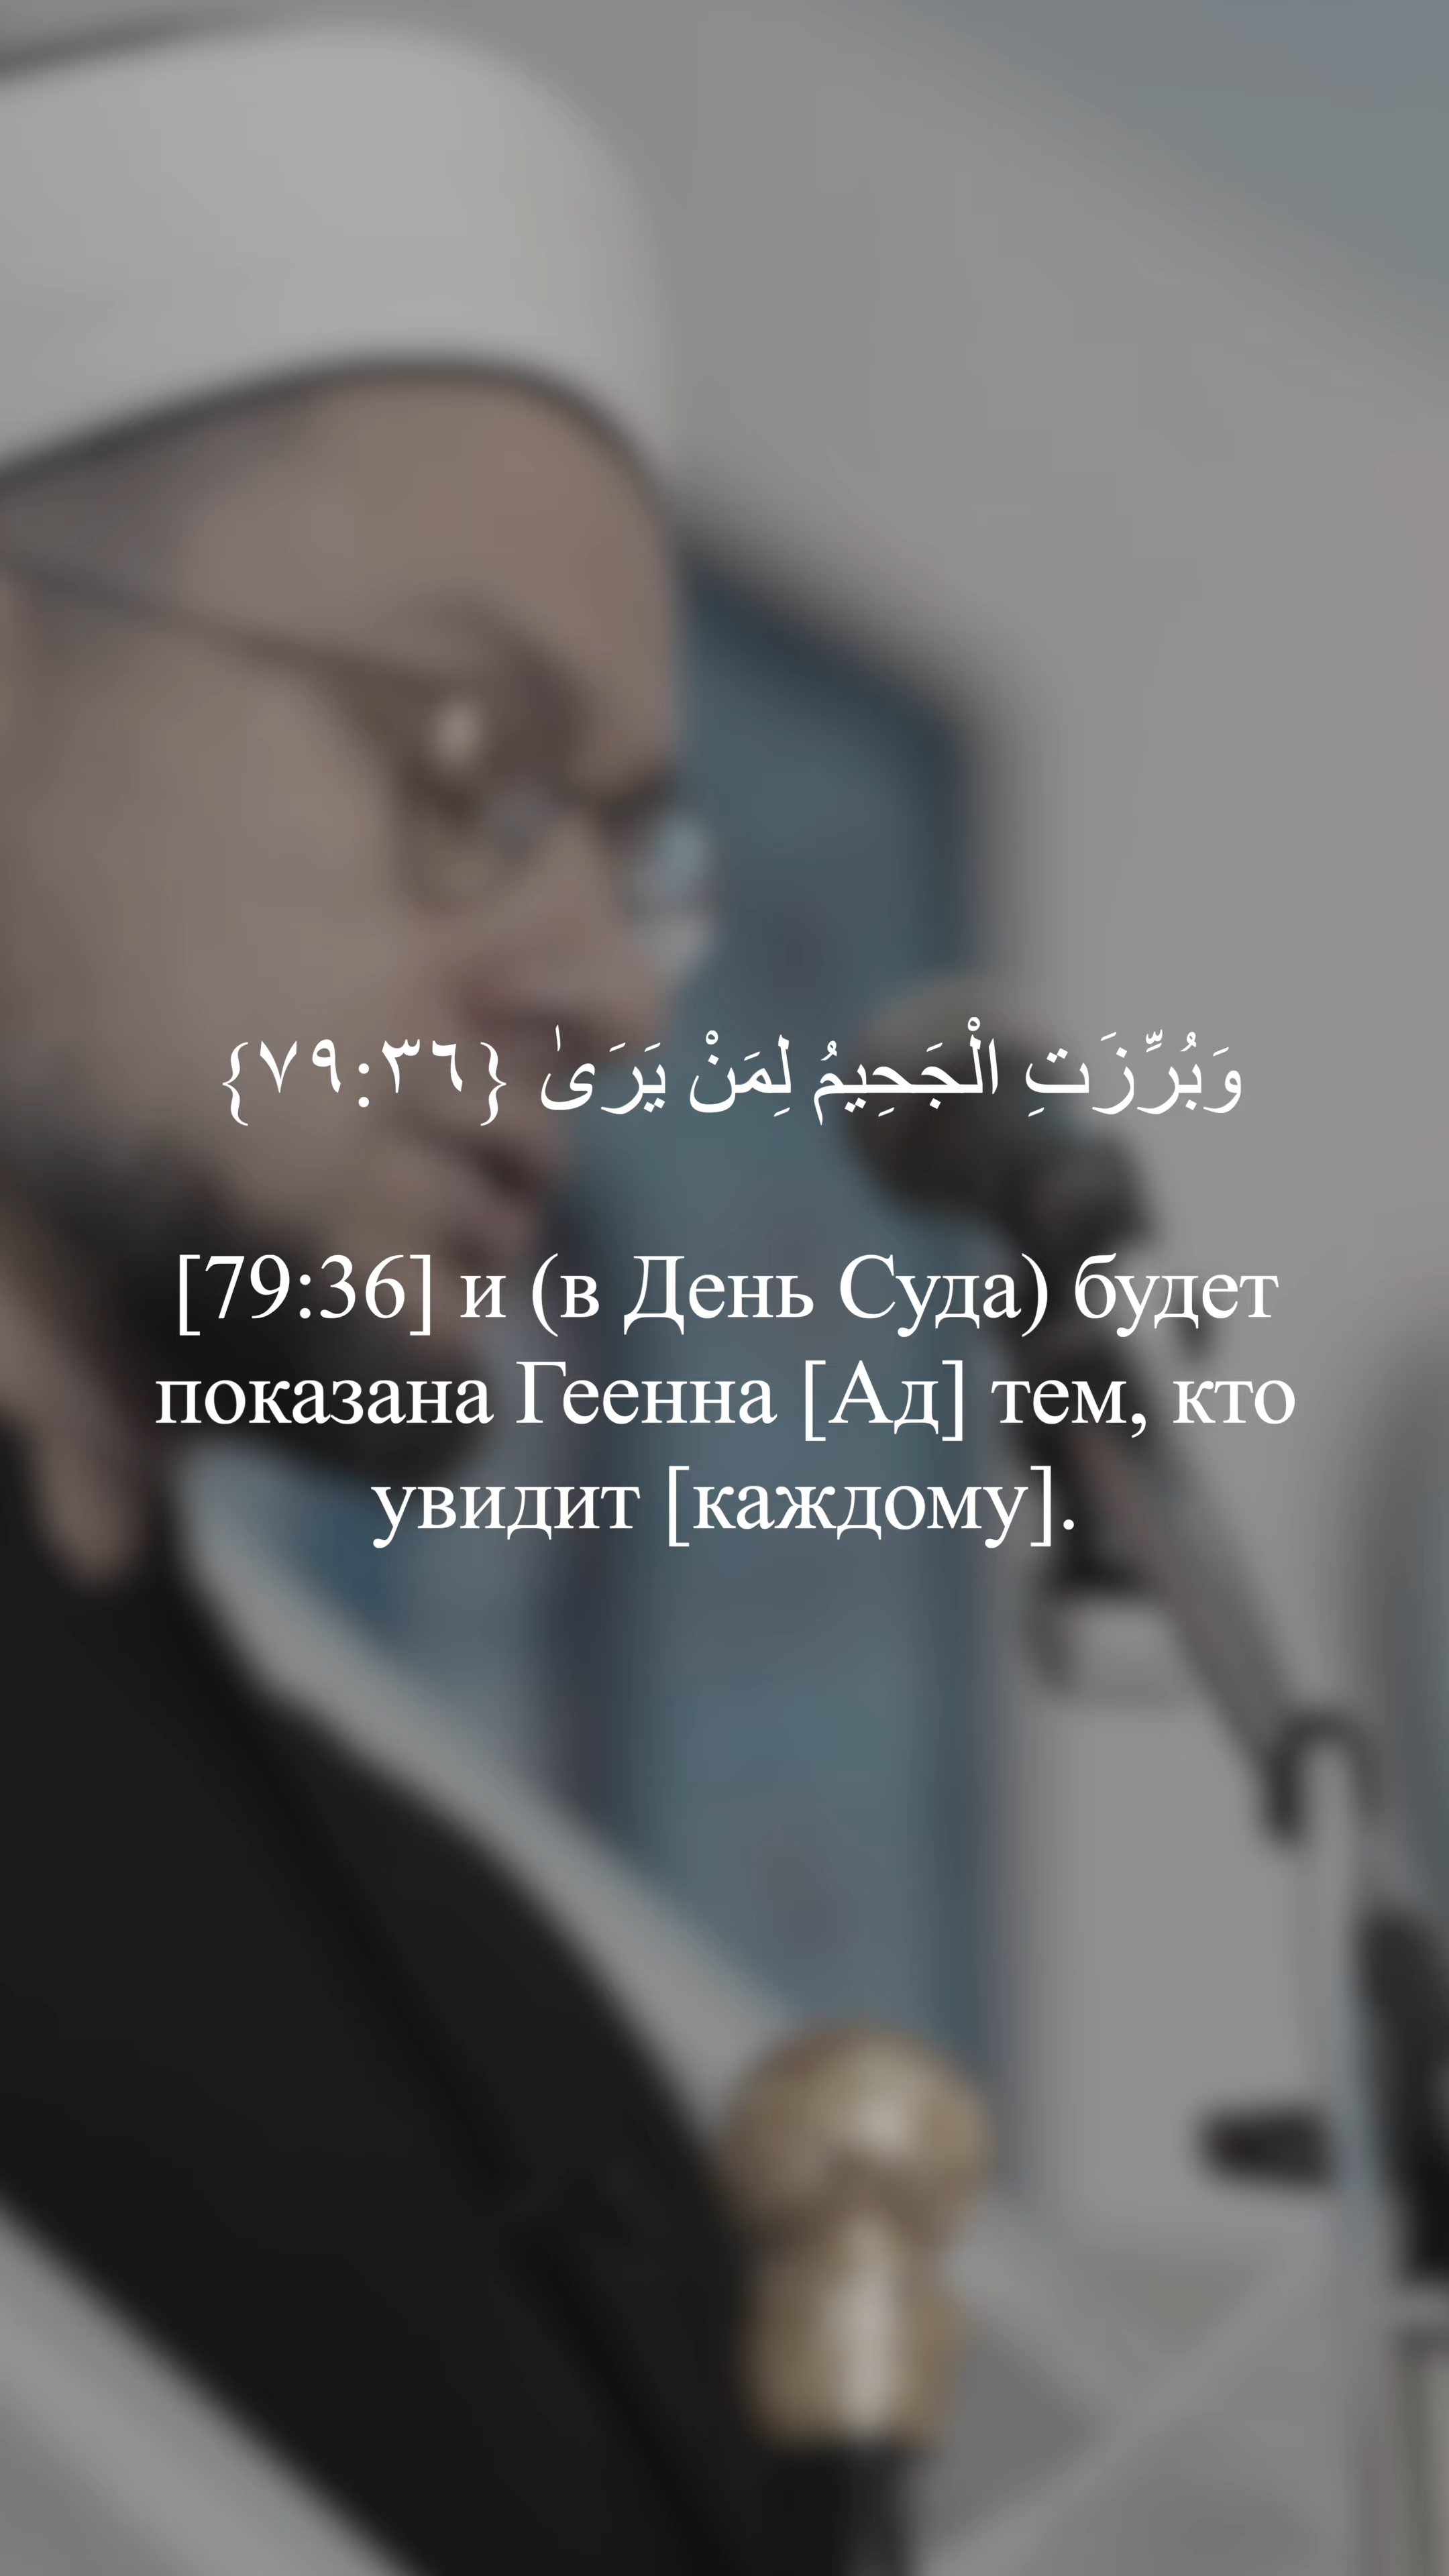 وَبُرِّزَتِ الْجَحِيمُ لِمَنْ يَرَىٰ {٧٩:٣٦}
[79:36] и (в День Суда) будет
показана Геенна [Ад] тем, кто
увидит [каждому].